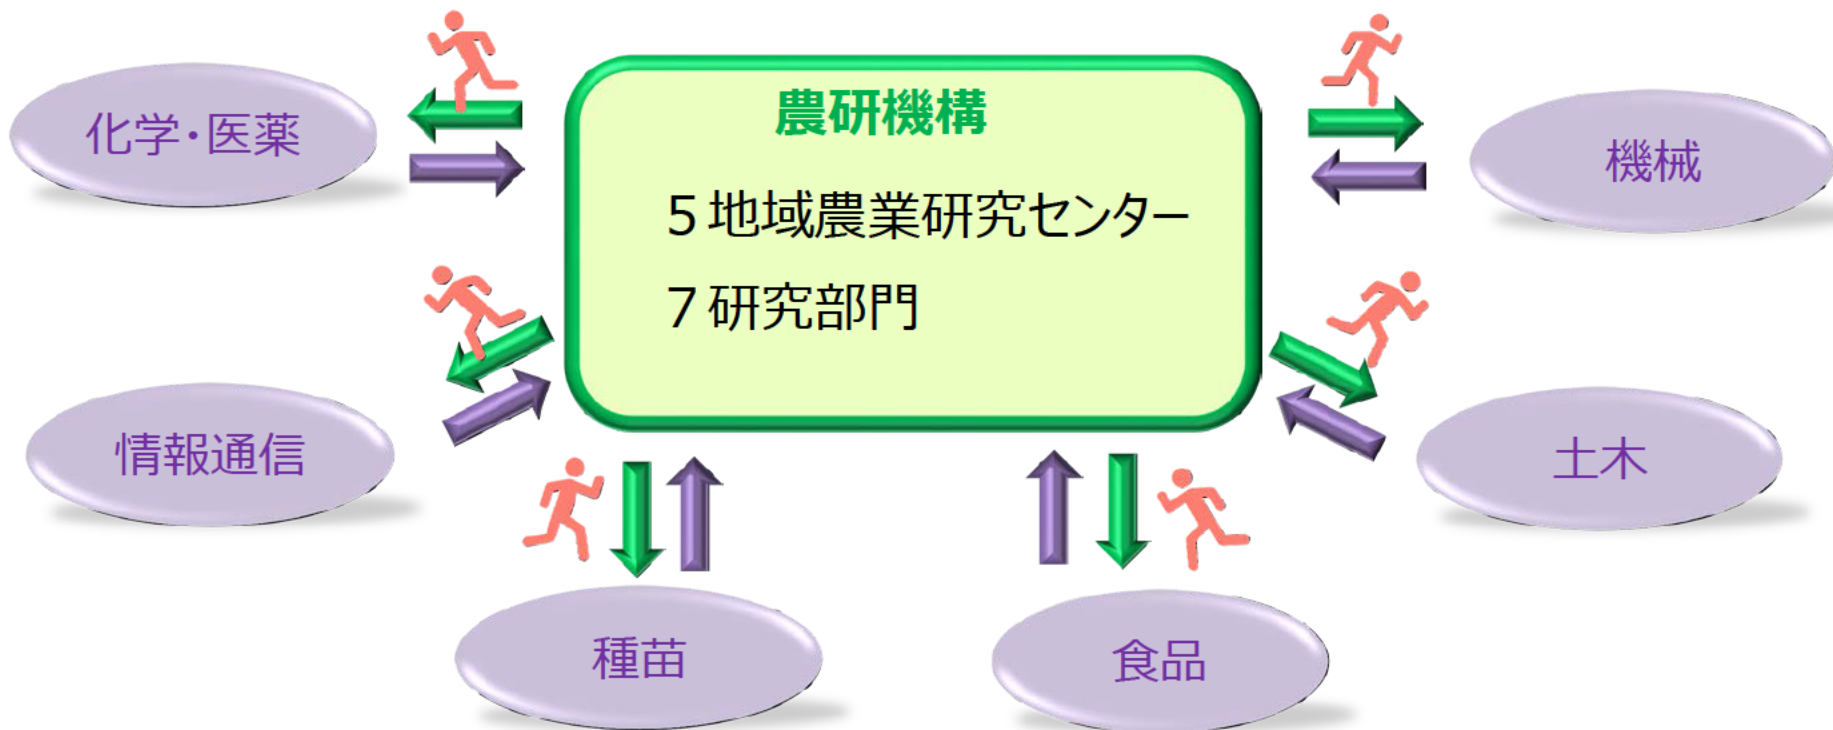 農研機構
5地域農業研究センター
7研究部門
化学・医薬
機械
情報通信
土木
種苗
食品